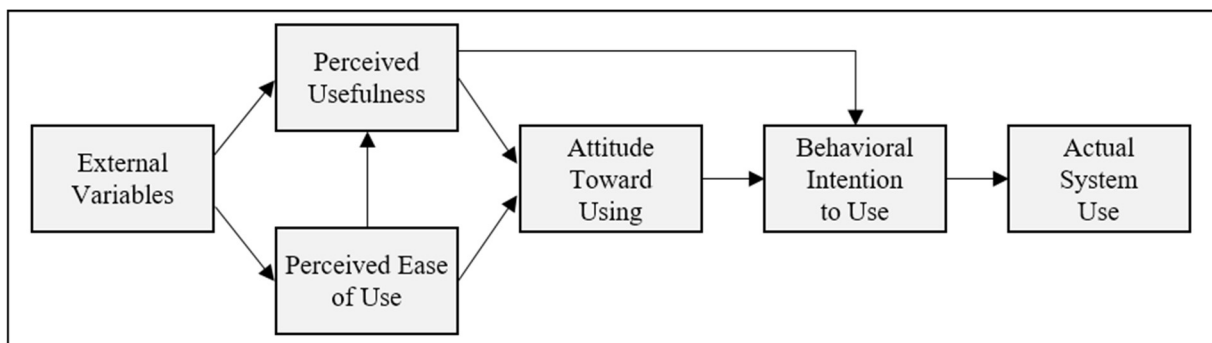 Perceived
Usefulness
External
Variables
Perceived Ease
of Use
Attitude
Toward
Using
Behavioral
Intention
to Use
Actual
System
Use